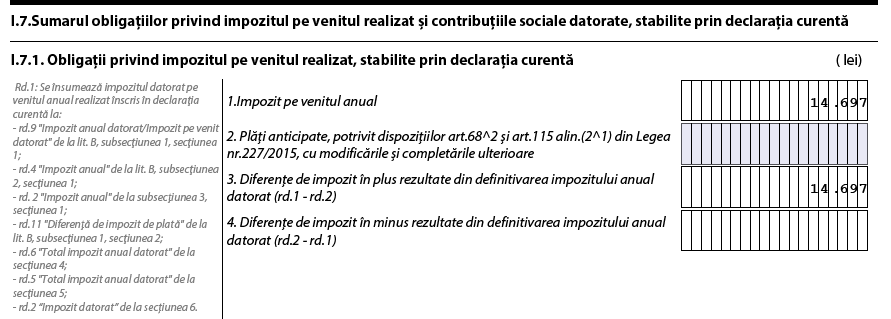 I.7.Sumarul obligațiilor privind impozitul pe venitul realizat și contribuțiile sociale datorate, stabilite prin declarația curentă
I.7.1. Obligații privind impozitul pe venitul realizat, stabilite prin declarația curentă ( lei)
Rd.1: Se însumează impozitul datorat pe
venitul anual realizat înscris în declarația
curentă la:
- rd.9 "Impozit anual datorat/Impozit pe venit
datorat" de la lit. B, subsecțiunea 1, secțiunea
1;
- rd.4 "Impozit anual" de la lit. B, subsecțiunea
2, secțiunea 1;
- rd. 2 "Impozit anual" de la subsecțiunea 3,
secțiunea 1;
- rd.11 "Diferență de impozit de plată" de la
lit. B, subsecțiunea 1, secțiunea 2;
- rd.6 "Total impozit anual datorat" de la
secțiunea 4;
- rd.5 "Total impozit anual datorat" de la
secțiunea 5;
- rd.2 "Impozit datorat" de la secțiunea 6.
1.Impozit pe venitul anual 14.697
2. Plăți anticipate, potrivit dispozițiilor art.68^2 și art.115 alin.(2^1) din Legea
nr.227/2015, cu modificările și completările ulterioare
3. Diferențe de impozit în plus rezultate din definitivarea impozitului anual
datorat (rd.1 - rd.2) 14.697
4. Diferențe de impozit în minus rezultate din definitivarea impozitului anual
datorat (rd.2 - rd.1)